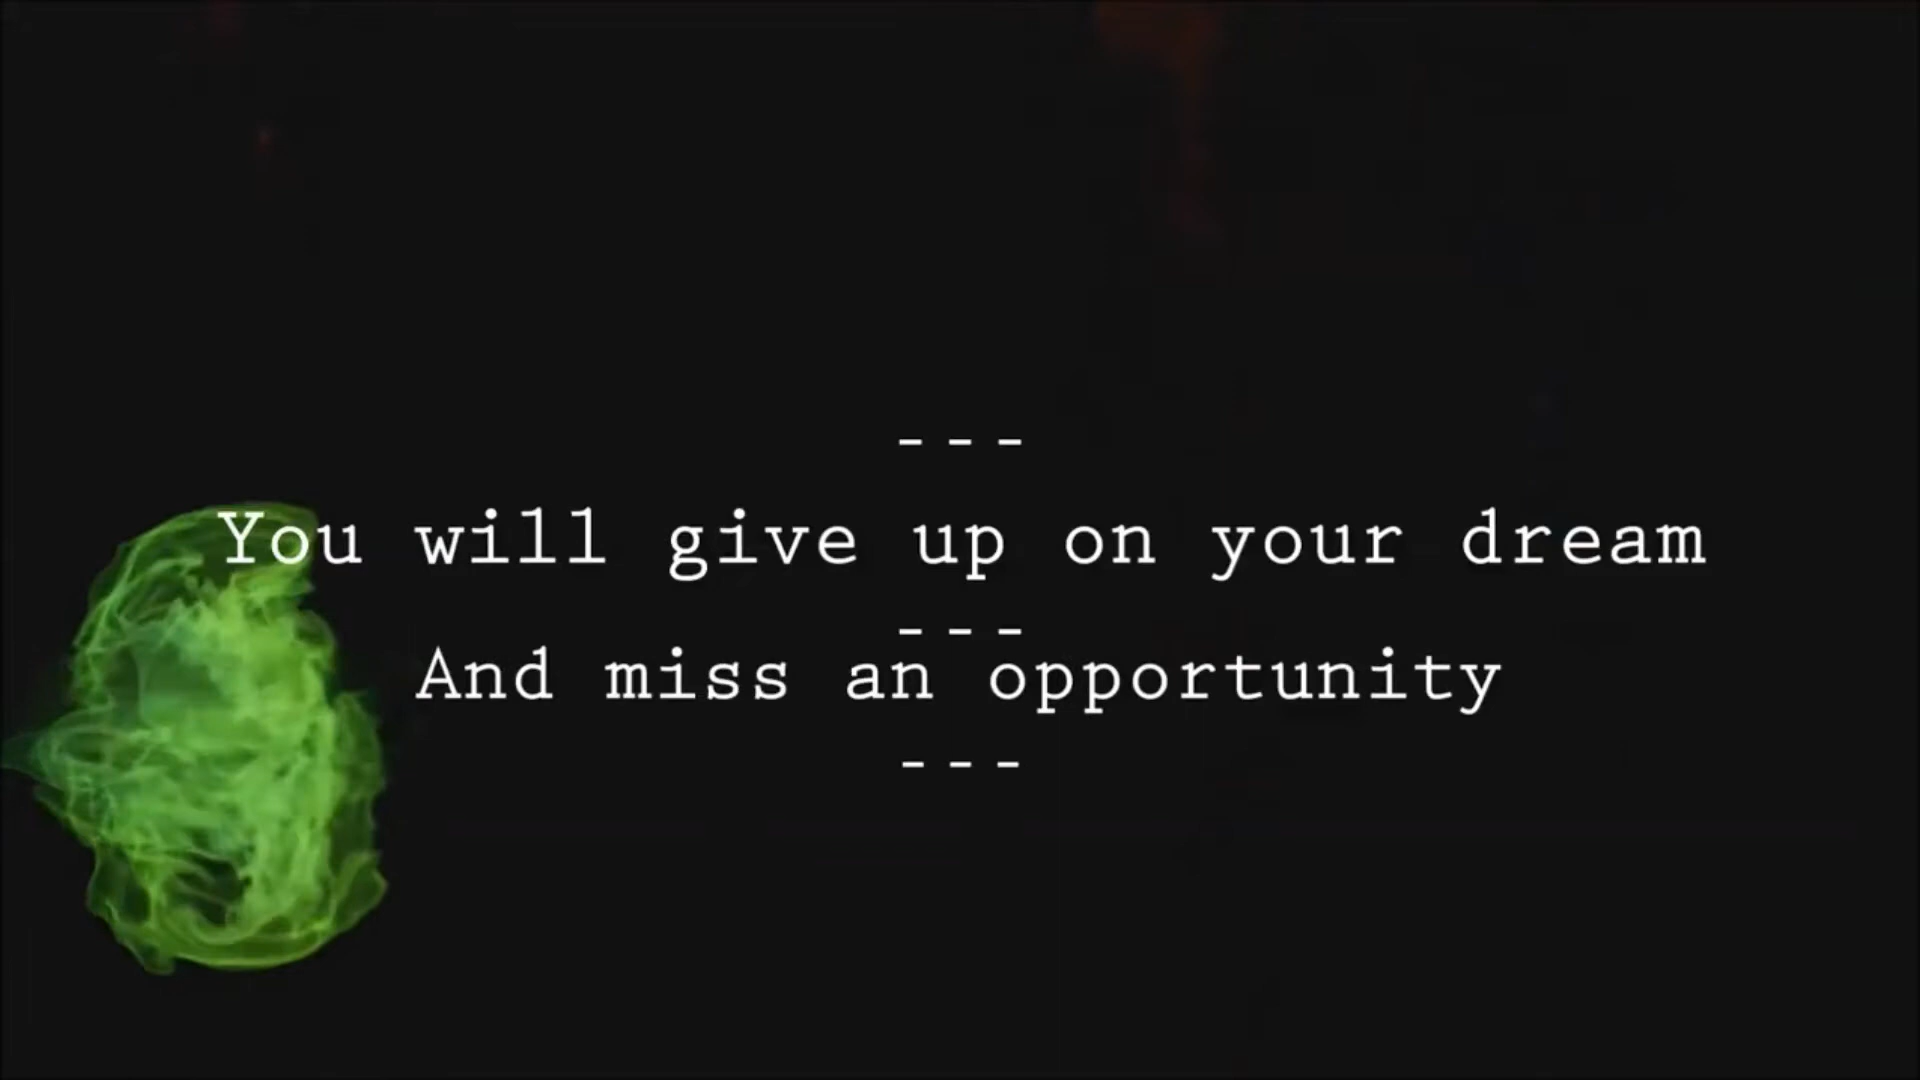 ---
You will give up on your dream
---
And miss an opportunity
---